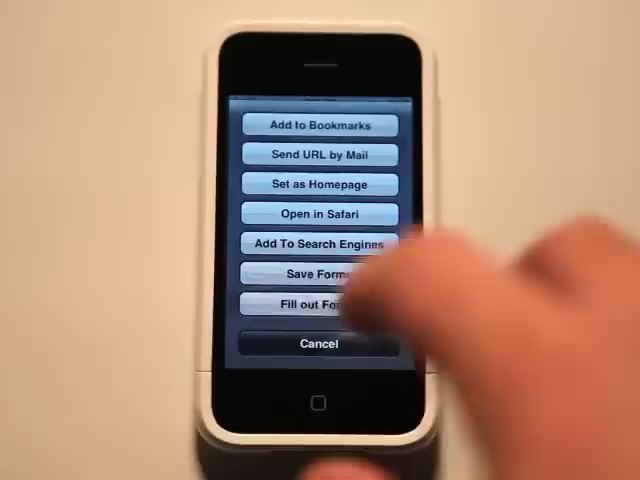 Add to Bookmarks
Send URL by Mail
Set as Homepage
Open in Safari
Add To Search Engines
Save Form
Fill out
Cancel